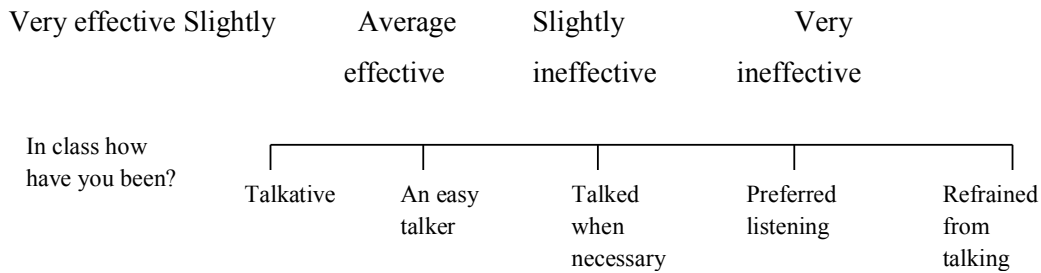 Very effective Slightly Average Slightly Very
effective ineffective ineffective
In class how
have you been?
Talkative An easy Talked Preferred Refrained
talker when listening from
necessary talking